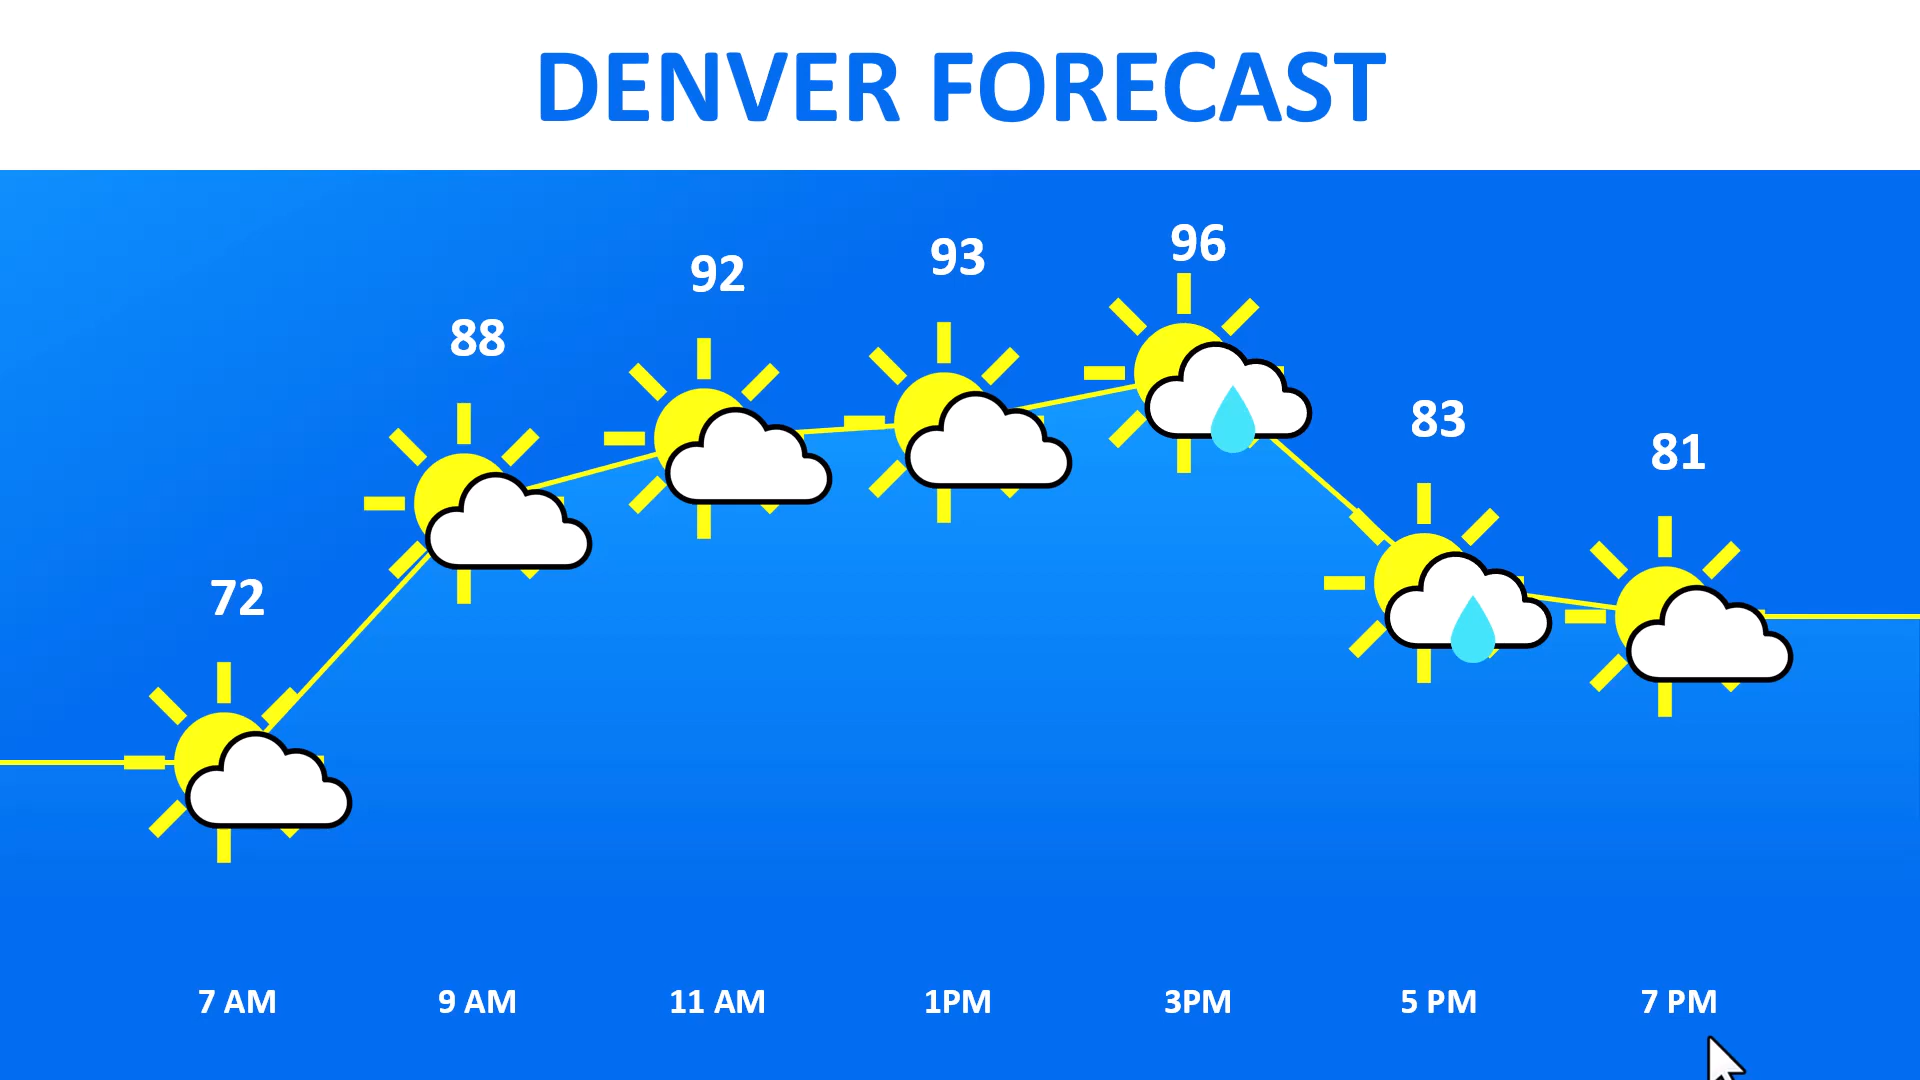 DENVER FORECAST
72
88
92
93
96
83
81
7 AM
9 AM
11 AM
1PM
3PM
5 PM
7 PM